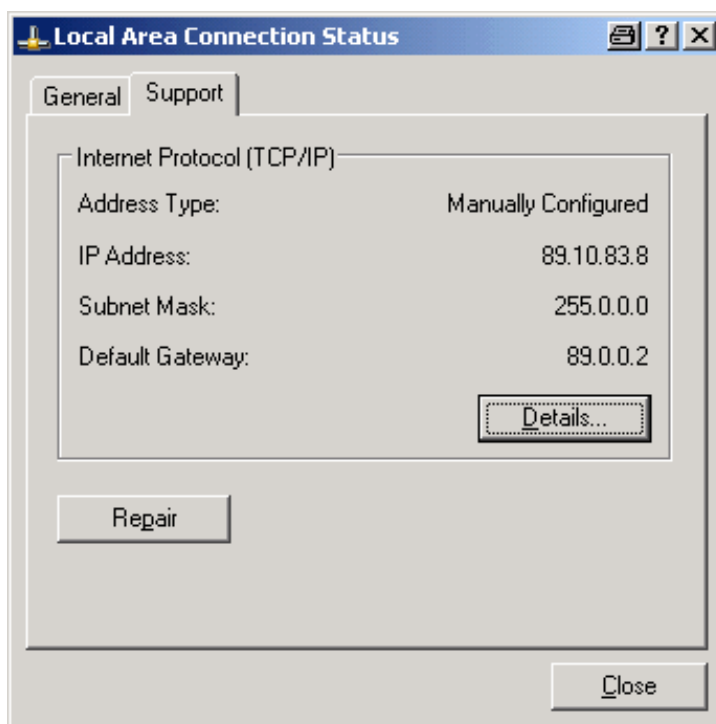 Local Area Connection Status
General Support
Internet Protocol (TCP/IP)
Address Type: Manually Configured
IP Address: 89.10.83.8
Subnet Mask: 255.0.0.0
Default Gateway: 89.0.0.2
Details...
Repair
Close